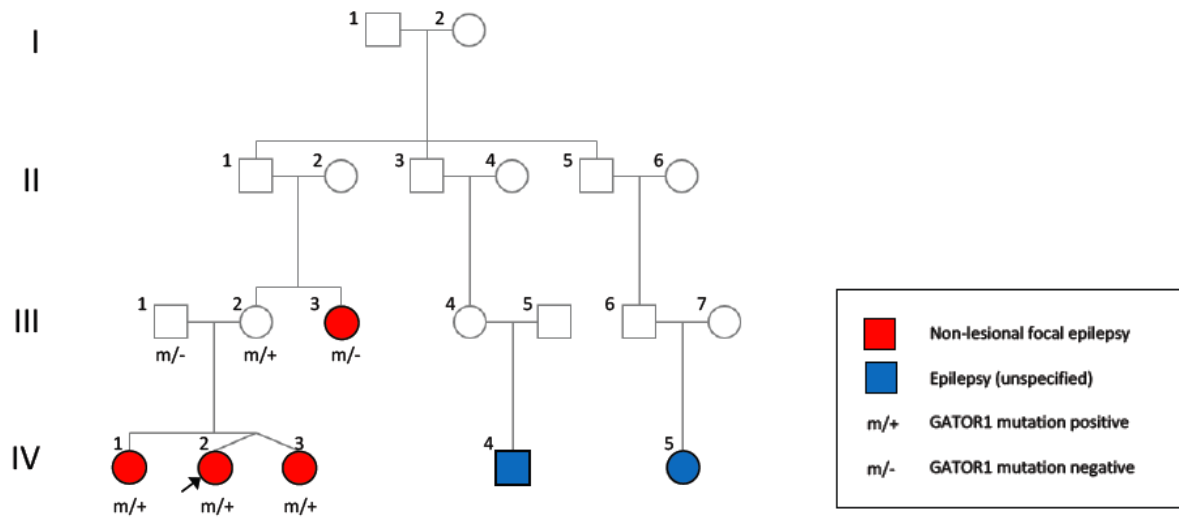 I
1 2
II
1 2 3 4 5 6
III
1 2 3 4 5 6 7
m/- m/+ m/-
IV
1 2 3 4 5
m/+ m/+ m/+
Non-lesional focal epilepsy
Epilepsy (unspecified)
m/+ GATOR1 mutation positive
m/- GATOR1 mutation negative